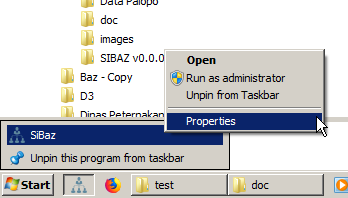 Data Palopo
doc
images
SIBAZ v0.0.0
Baz - Copy
D3
Dinas Peternakan
Open
Run as administrator
Unpin from Taskbar
Properties
SiBaz
Unpin this program from taskbar
Start
test
doc